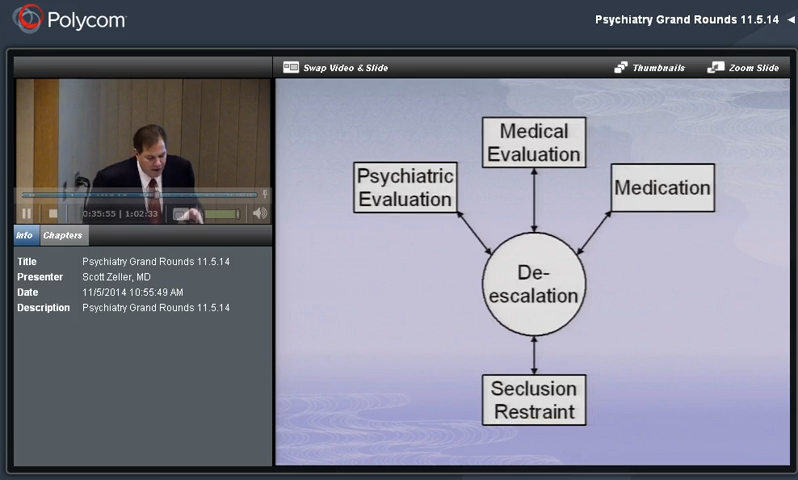 Polycom
Psychiatry Grand Rounds 11.5.14
Swap Video & Slide
Thumbnails
Zoom Slide
0:35:55 | 1:02:33
Info
Chapters
Title Psychiatry Grand Rounds 11.5.14
Presenter Scott Zeller, MD
Date 11/5/2014 10:55:49 AM
Description Psychiatry Grand Rounds 11.5.14
Medical
Evaluation
Psychiatric
Evaluation
Medication
De-
escalation
Seclusion
Restraint